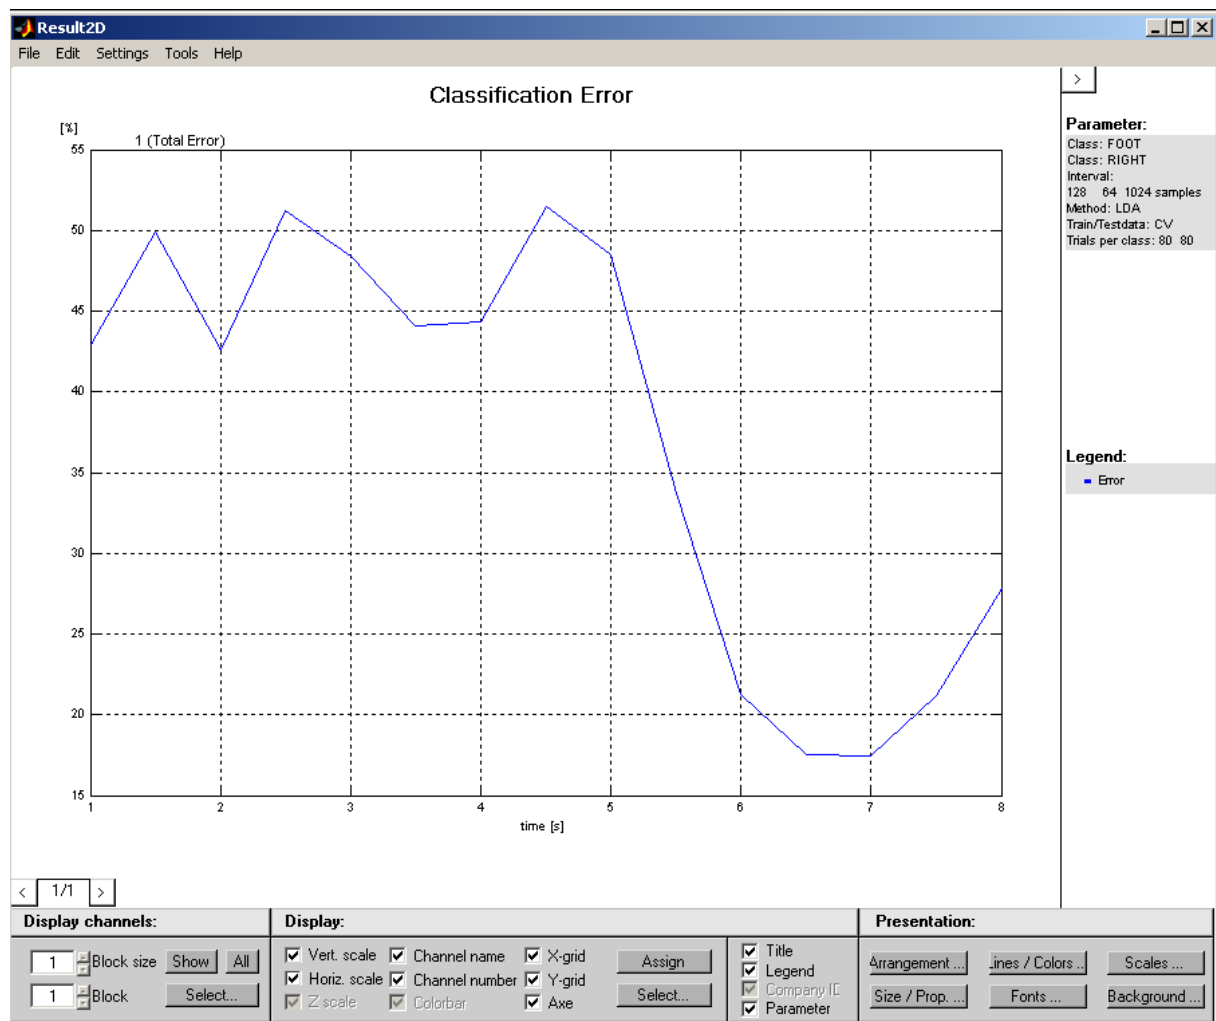 Result2D
File Edit Settings Tools Help
>
Classification Error
[%]
1 (Total Error)
55
50
45
40
35
30
25
20
15
1 2 3 4 5 6 7 8
time [s]
Parameter:
Class: FOOT
Class: RIGHT
Interval:
128 64 1024 samples
Method: LDA
Train/Testdata: CV
Trials per class: 80 80
Legend:
Error
< 1/1 >
Display channels:
1 Block size Show All
1 Block Select...
Display:
Vert. scale Channel name X-grid Assign
Horiz. scale Channel number Y-grid
Z scale Colorbar Axe Select...
Title
Legend
Company IC
Parameter
Presentation:
Arrangement ... Lines / Colors .. Scales ...
Size / Prop. ... Fonts ... Background ...